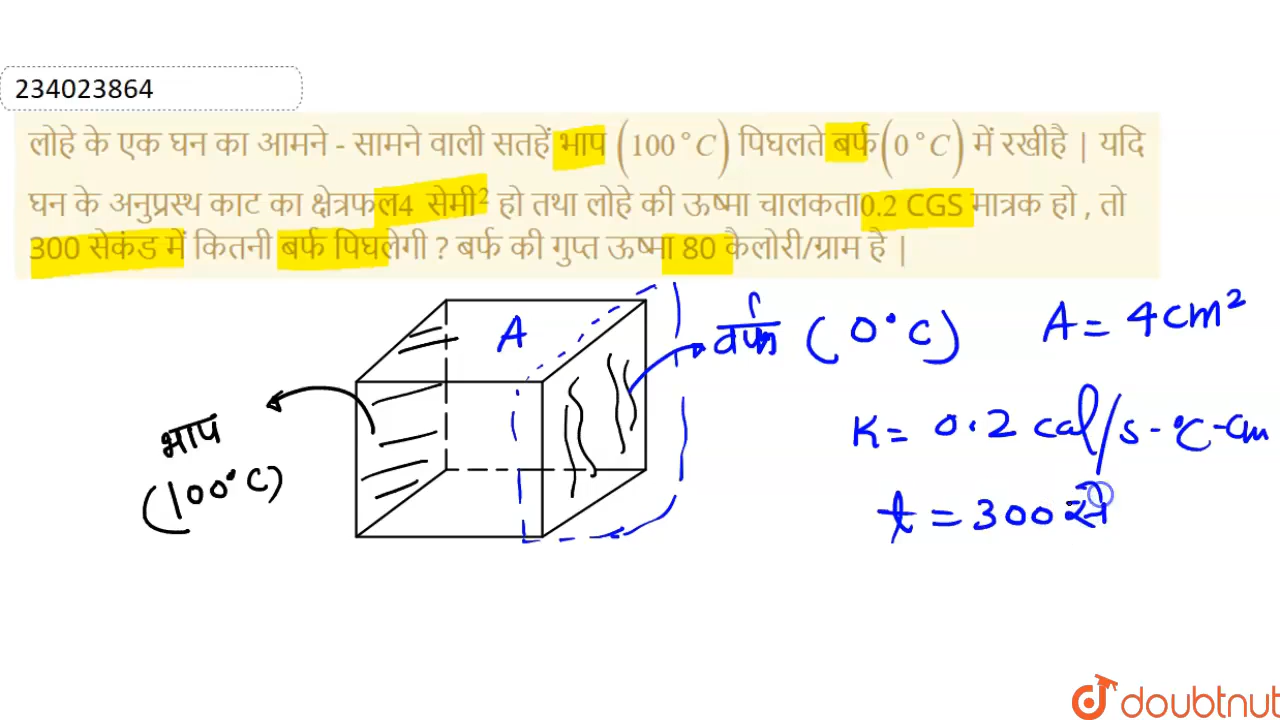 234023864
लोहे के एक घन का आमने - सामने वाली सतहें भाप (100°C) पिघलते बर्फ(0°C) में रखीहै | यदि
घन के अनुप्रस्थ काट का क्षेत्रफल4 सेमी² हो तथा लोहे की ऊष्मा चालकता0.2 CGS मात्रक हो , तो
300 सेकंड में कितनी बर्फ पिघलेगी ? बर्फ की गुप्त ऊष्मा 80 कैलोरी/ग्राम है |
A
बर्फ (0°C)
A = 4cm²
भाप
(100°C)
K = 0.2 cal/s-°C-cm
t = 300 से
doubtnut